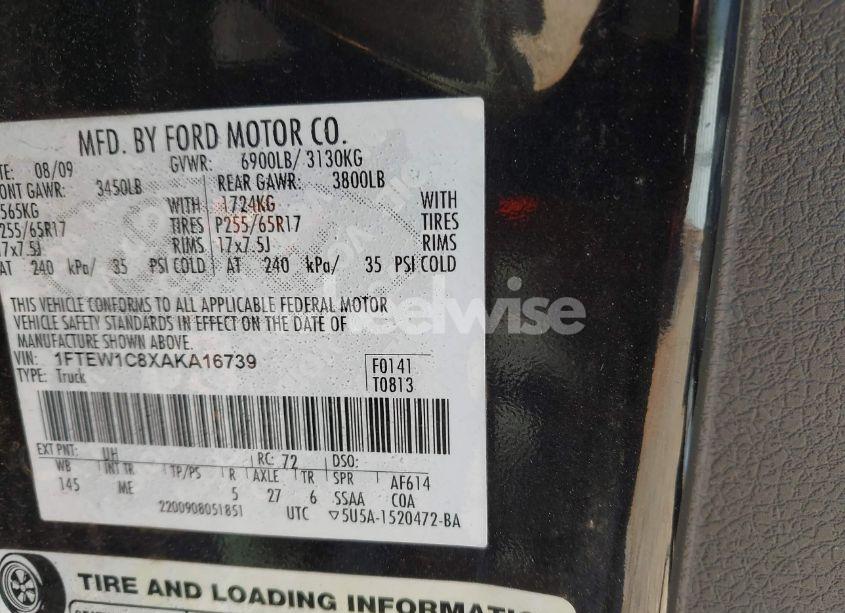 MFD. BY FORD MOTOR CO.
TE: 08/09 GVWR: 6900LB/ 3130KG
ONT GAWR: 3450LB REAR GAWR: 3800LB
565KG WITH 1724KG WITH
255/65R17 TIRES P255/65R17 TIRES
17x7.5J RIMS 17x7.5J RIMS
AT 240 kPa/ 35 PSI COLD AT 240 kPa/ 35 PSI COLD
THIS VEHICLE CONFORMS TO ALL APPLICABLE FEDERAL MOTOR
VEHICLE SAFETY STANDARDS IN EFFECT ON THE DATE OF
MANUFACTURE SHOWN ABOVE.
VIN: 1FTEW1C8XAKA16739 F0141
TYPE: Truck T0813
EXT PNT: UH RC: 72 DSO:
WB INT TR TP/PS R AXLE TR SPR AF614
145 ME 5 27 6 SSAA COA
2200908051851 UTC ▽5U5A-1520472-BA
TIRE AND LOADING INFORMATION